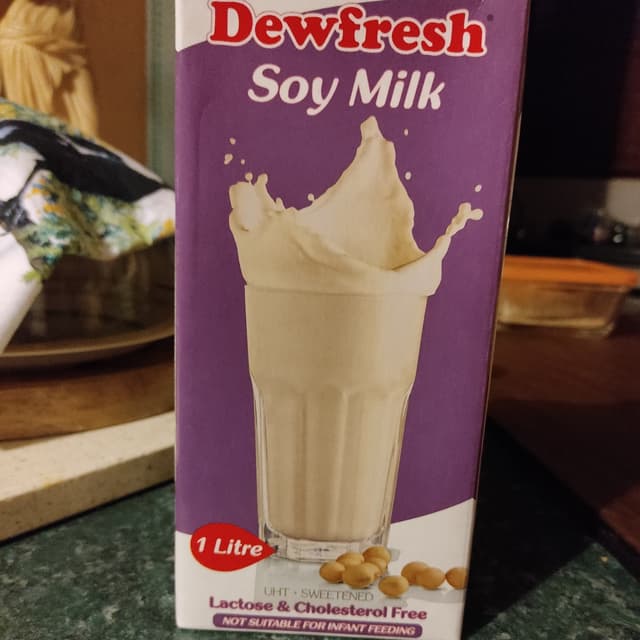 Dewfresh
Soy Milk
1 Litre
UHT • SWEETENED
Lactose & Cholesterol Free
NOT SUITABLE FOR INFANT FEEDING